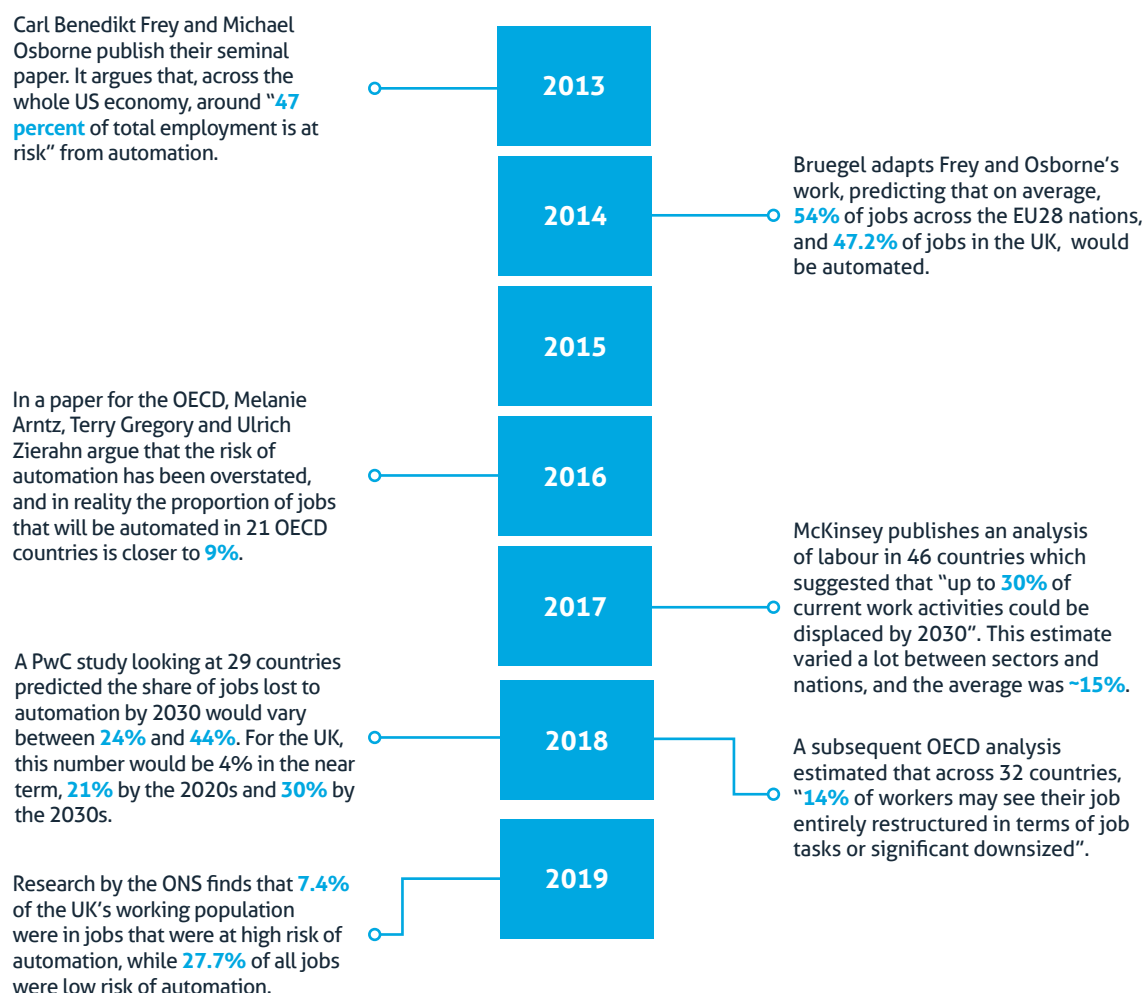 Carl Benedikt Frey and Michael
Osborne publish their seminal
paper. It argues that, across the
whole US economy, around “47
percent of total employment is at
risk” from automation.
2013
2014
Bruegel adapts Frey and Osborne’s
work, predicting that on average,
54% of jobs across the EU28 nations,
and 47.2% of jobs in the UK, would
be automated.
2015
In a paper for the OECD, Melanie
Arntz, Terry Gregory and Ulrich
Zierahn argue that the risk of
automation has been overstated,
and in reality the proportion of jobs
that will be automated in 21 OECD
countries is closer to 9%.
2016
2017
McKinsey publishes an analysis
of labour in 46 countries which
suggested that “up to 30% of
current work activities could be
displaced by 2030”. This estimate
varied a lot between sectors and
nations, and the average was ~15%.
A PwC study looking at 29 countries
predicted the share of jobs lost to
automation by 2030 would vary
between 24% and 44%. For the UK,
this number would be 4% in the near
term, 21% by the 2020s and 30% by
the 2030s.
2018
A subsequent OECD analysis
estimated that across 32 countries,
“14% of workers may see their job
entirely restructured in terms of job
tasks or significant downsized”.
2019
Research by the ONS finds that 7.4%
of the UK’s working population
were in jobs that were at high risk of
automation, while 27.7% of all jobs
were low risk of automation.